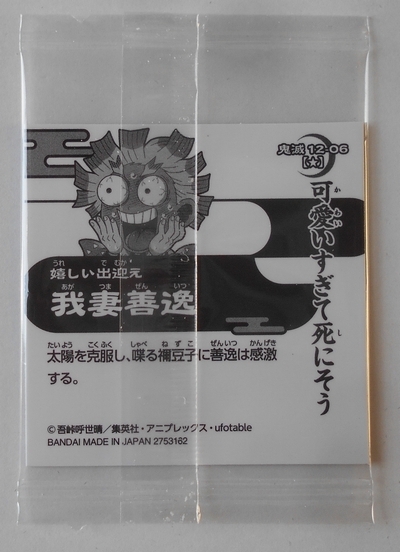 鬼滅 12-06
【★】
可愛いすぎて死にそう
嬉しい出迎え
我妻善逸
太陽を克服し、喋る禰豆子に善逸は感激
する。
©吾峠呼世晴／集英社・アニプレックス・ufotable
BANDAI MADE IN JAPAN 2753162